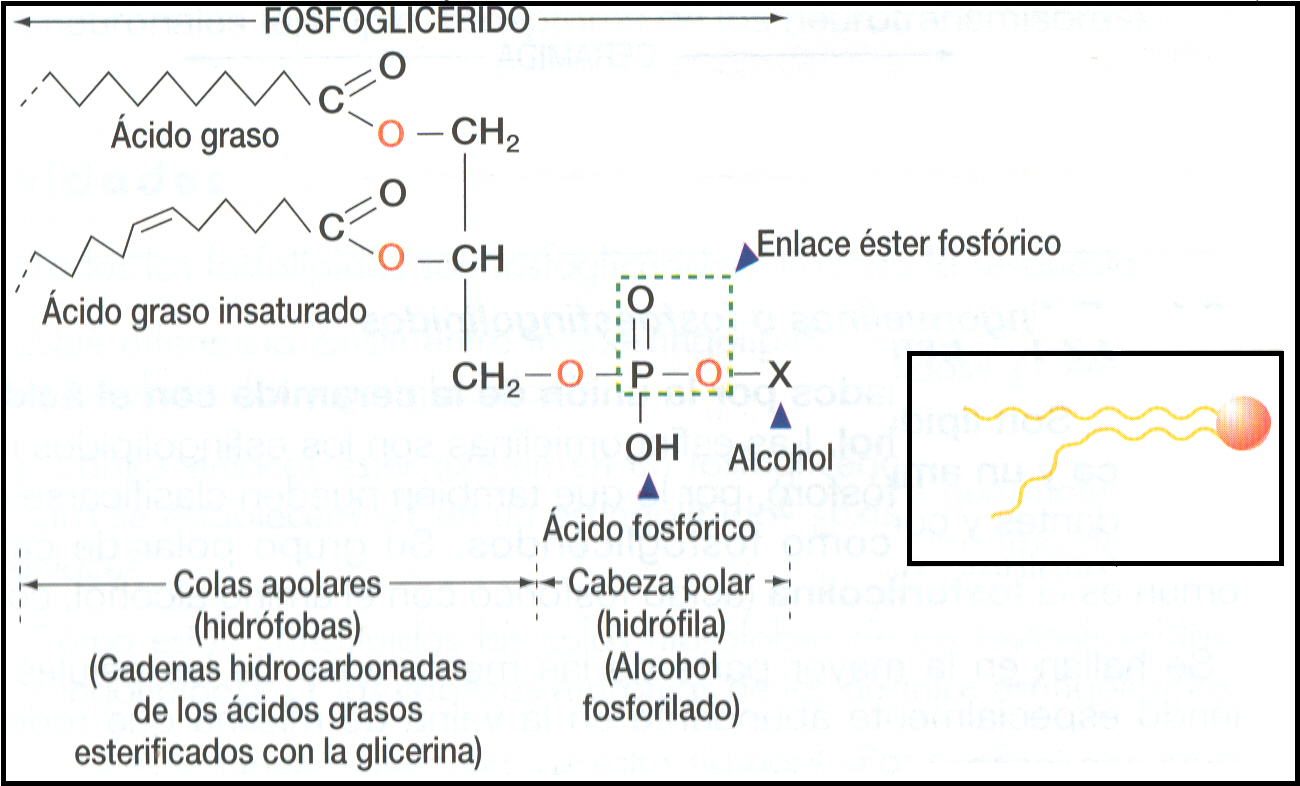 FOSFOGLICÉRIDO
O
C
Ácido graso
O
CH2
O
C
O
CH
Ácido graso insaturado
Enlace éster fosfórico
O
CH2
O
P
O
X
OH
Alcohol
Ácido fosfórico
Colas apolares
(hidrófobas)
(Cadenas hidrocarbonadas
de los ácidos grasos
esterificados con la glicerina)
Cabeza polar
(hidrófila)
(Alcohol
fosforilado)